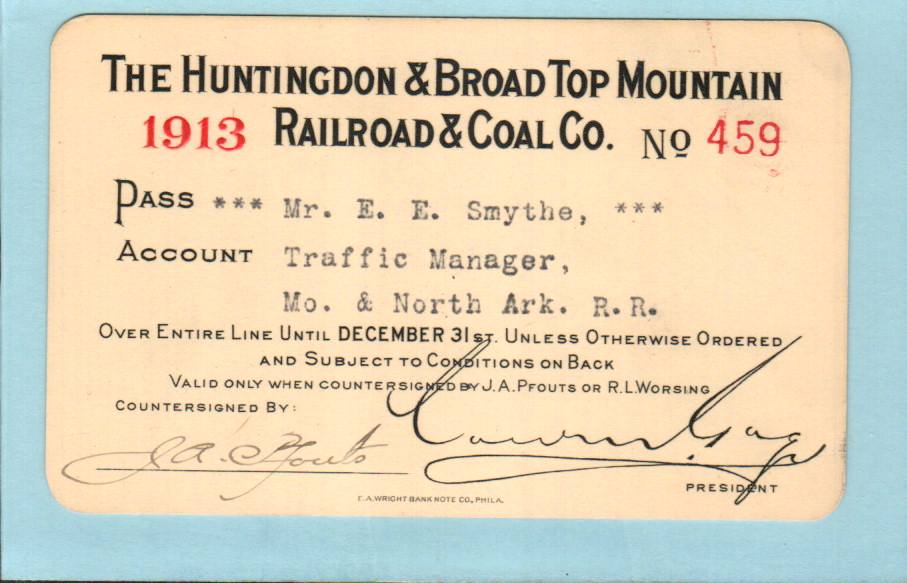 THE HUNTINGDON & BROAD TOP MOUNTAIN
1913 RAILROAD & COAL CO. No 459
PASS *** Mr. E. E. Smythe, ***
ACCOUNT Traffic Manager,
Mo. & North Ark. R.R.
OVER ENTIRE LINE UNTIL DECEMBER 31ST. UNLESS OTHERWISE ORDERED
AND SUBJECT TO CONDITIONS ON BACK
VALID ONLY WHEN COUNTERSIGNED BY J.A. PFOUTS OR R.L. WORSING
COUNTERSIGNED BY:
J.A. Pfouts
PRESIDENT
F.A. WRIGHT BANK NOTE CO., PHILA.